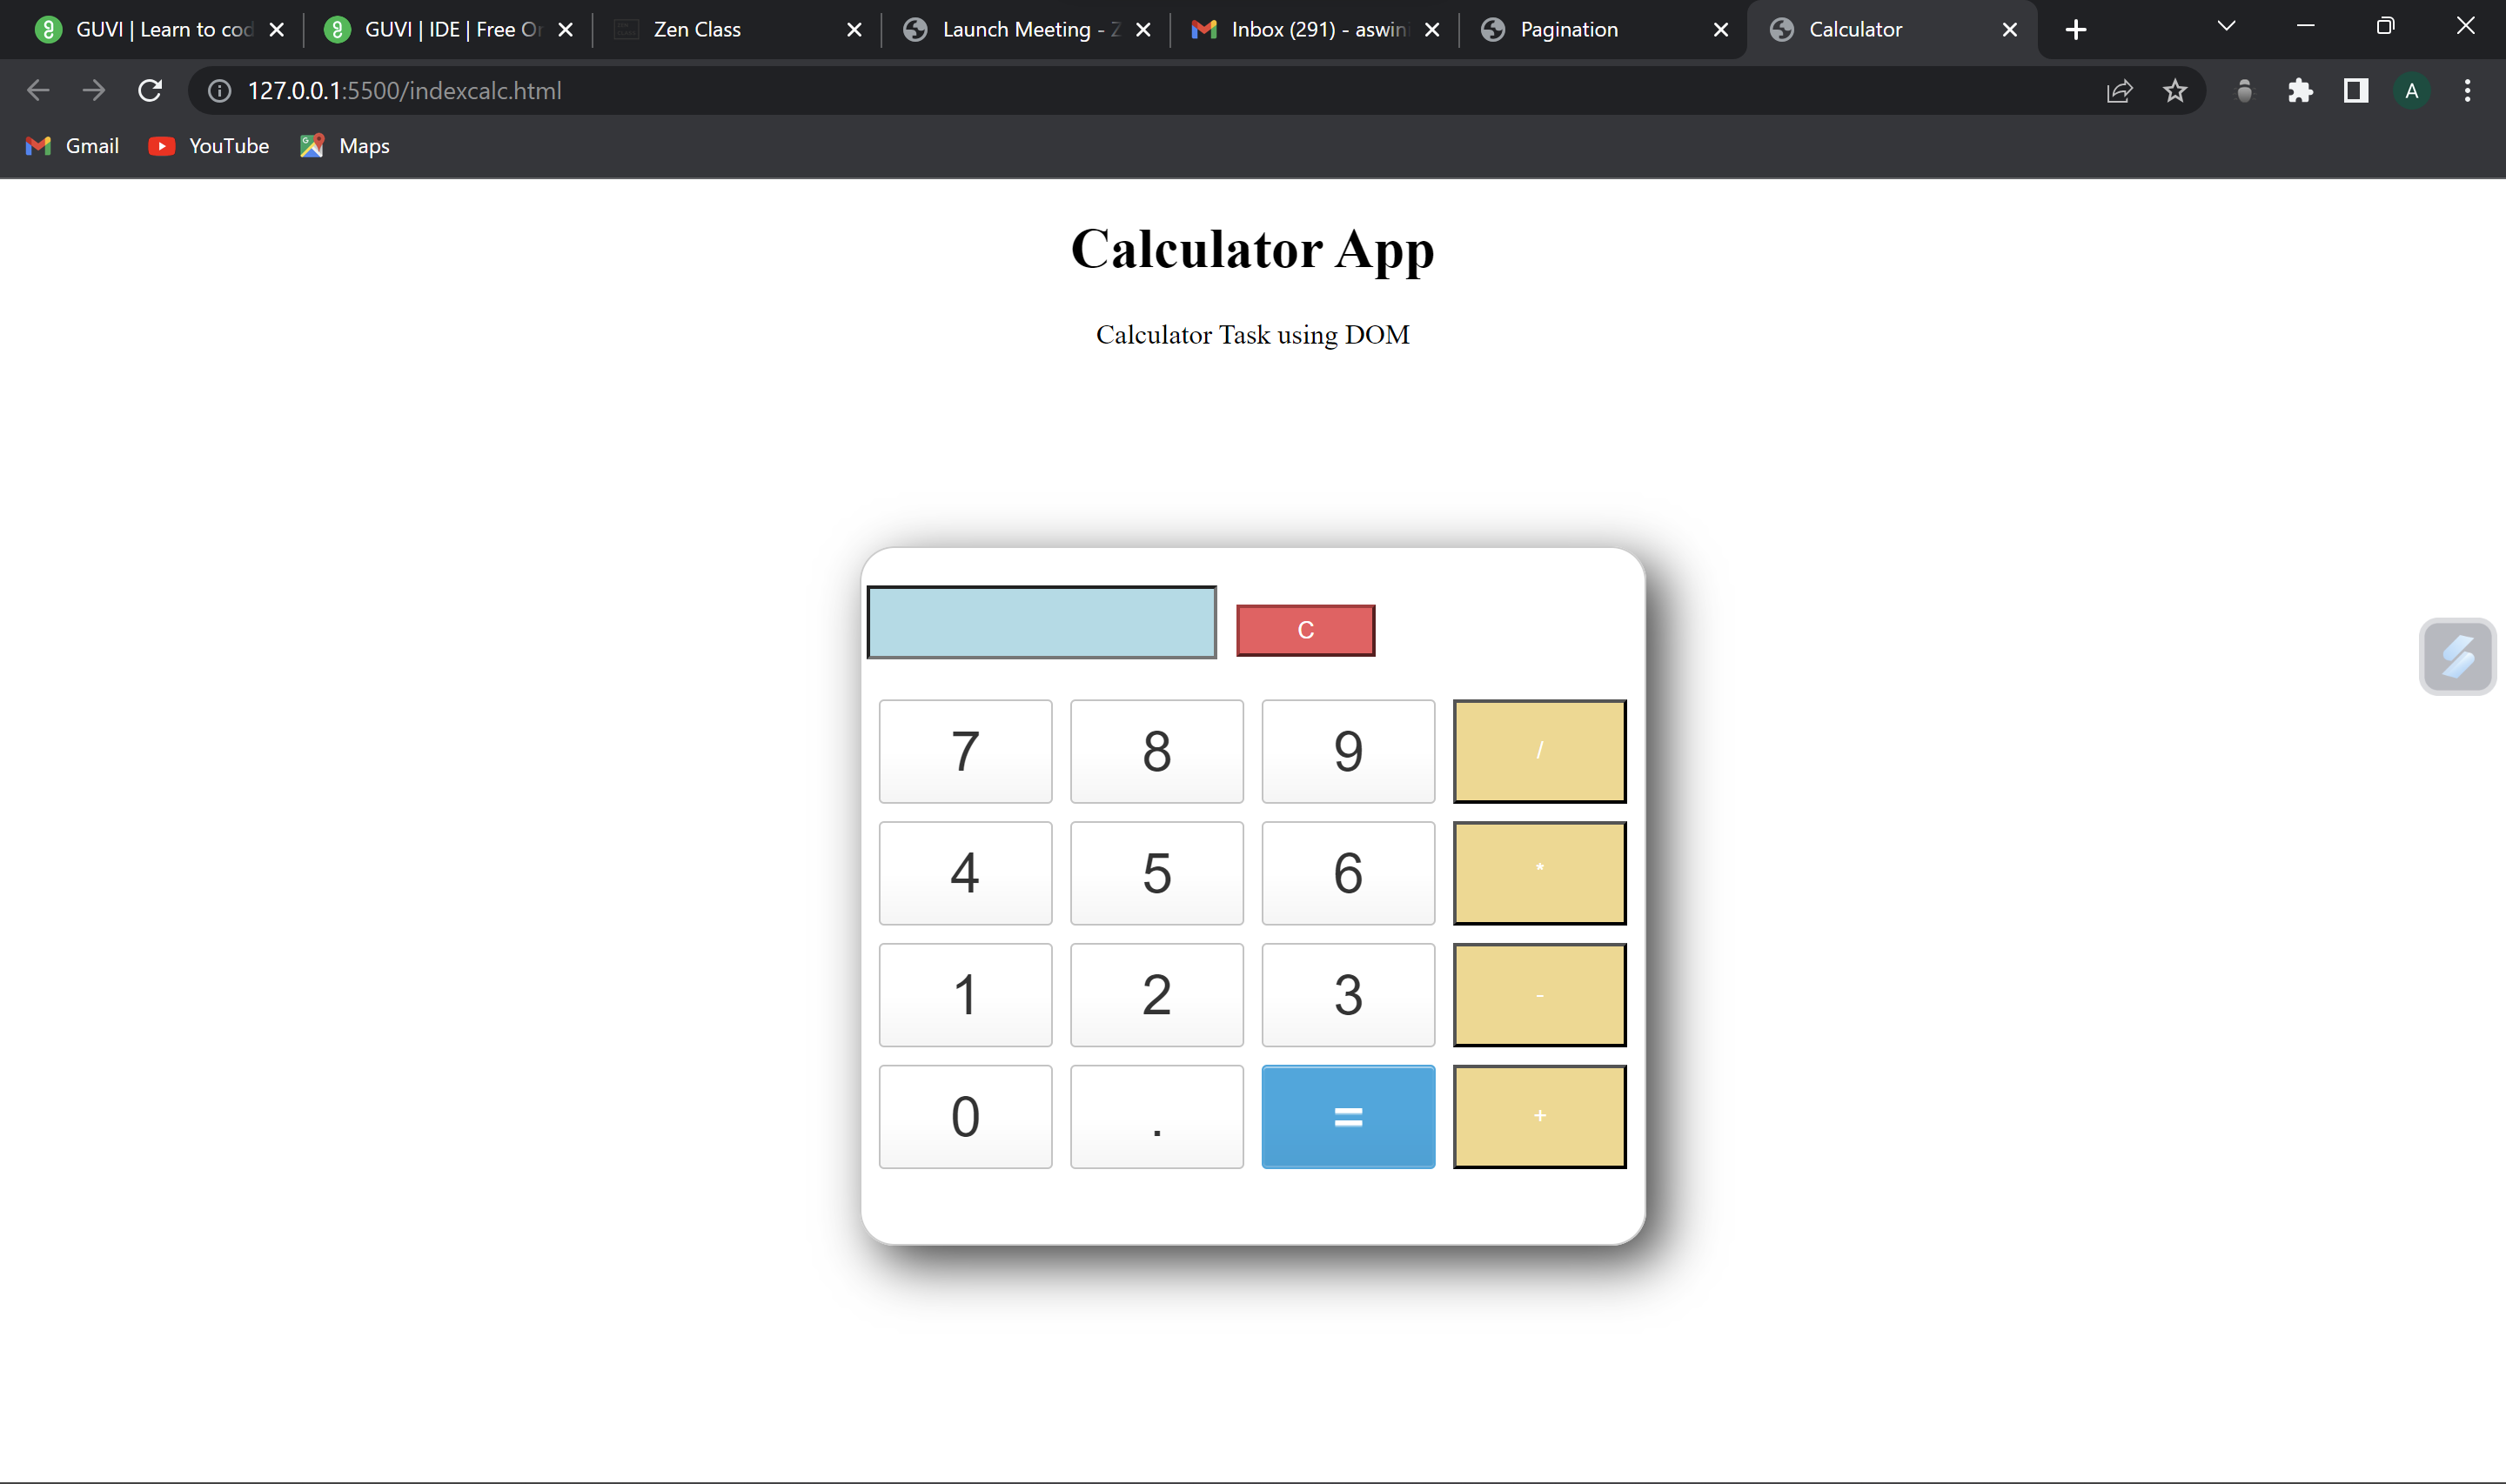 GUVI | Learn to cod
GUVI | IDE | Free Or
Zen Class
Launch Meeting - Z
Inbox (291) - aswin
Pagination
Calculator
127.0.0.1:5500/indexcalc.html
A
Gmail
YouTube
Maps
Calculator App
Calculator Task using DOM
C
7 8 9 /
4 5 6 *
1 2 3 -
0 . = +